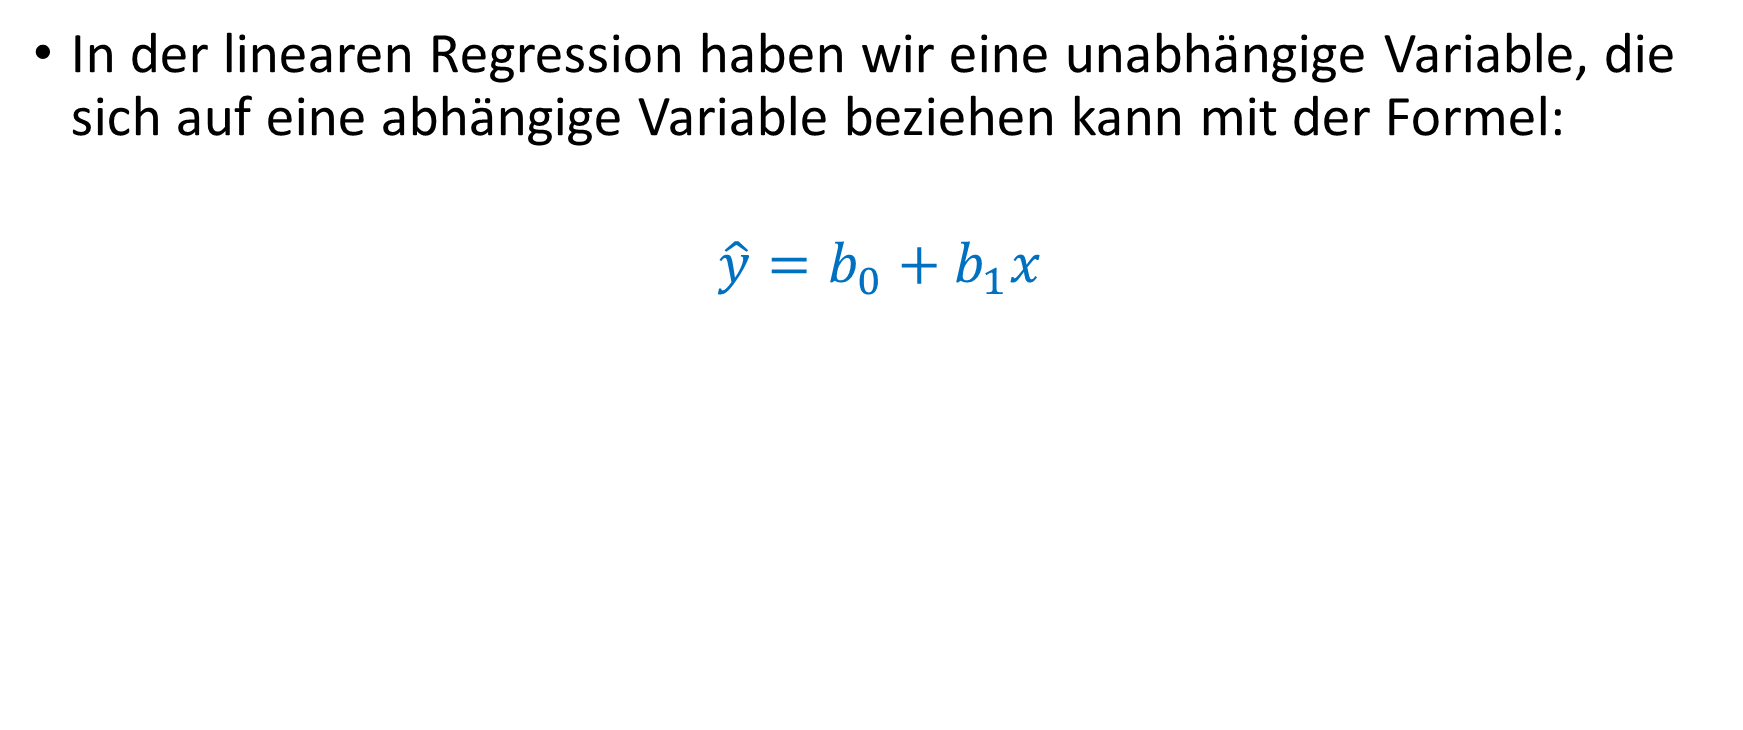 • In der linearen Regression haben wir eine unabhängige Variable, die
sich auf eine abhängige Variable beziehen kann mit der Formel:
ŷ = b₀ + b₁x